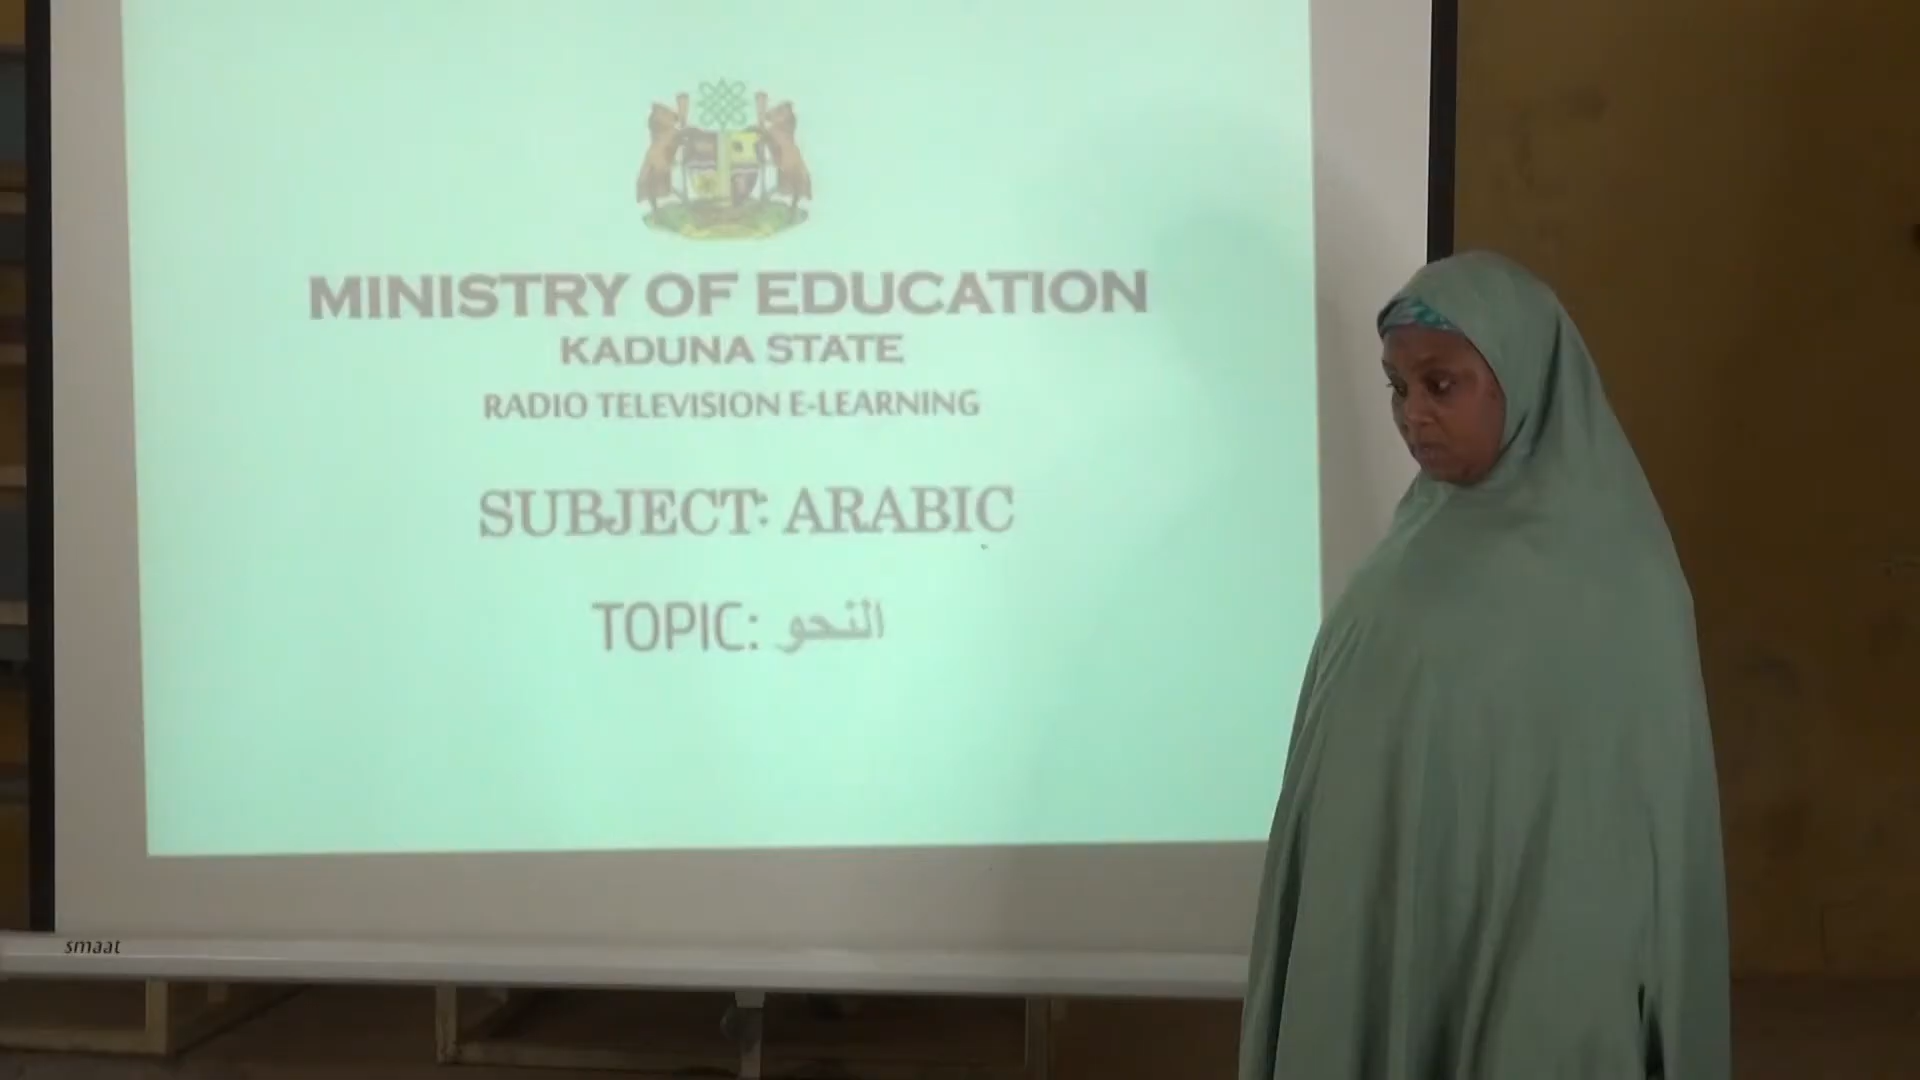 MINISTRY OF EDUCATION
KADUNA STATE
RADIO TELEVISION E-LEARNING
SUBJECT: ARABIC
TOPIC: النحو
smaat